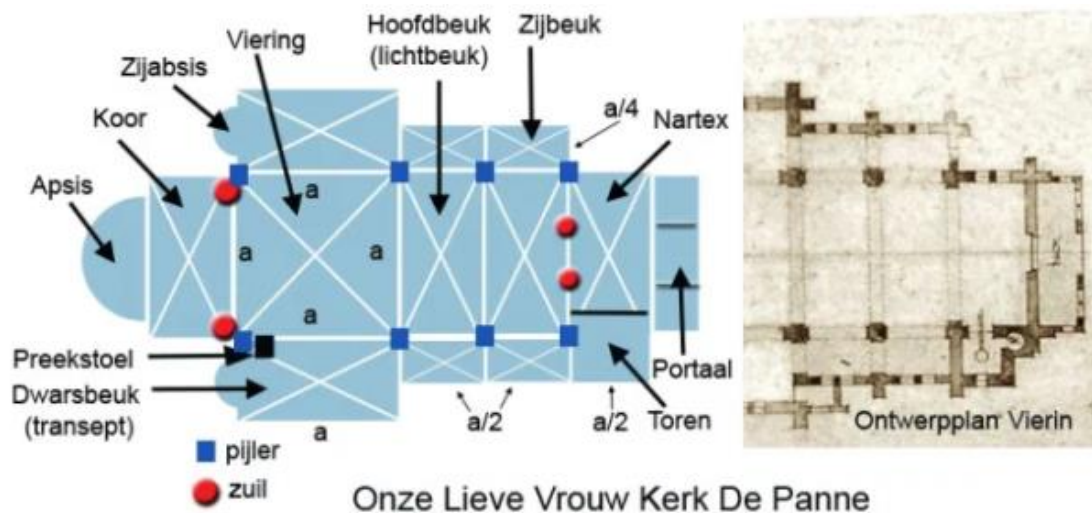 Viering
Hoofdbeuk
(lichtbeuk)
Zijbeuk
Zijabsis
Koor
a/4
Nartex
Apsis
a
a
a
a
Preekstoel
Dwarsbeuk
(transept)
a
a/2
a/2
Portaal
Toren
Ontwerpplan Vierin
pijler
zuil
Onze Lieve Vrouw Kerk De Panne